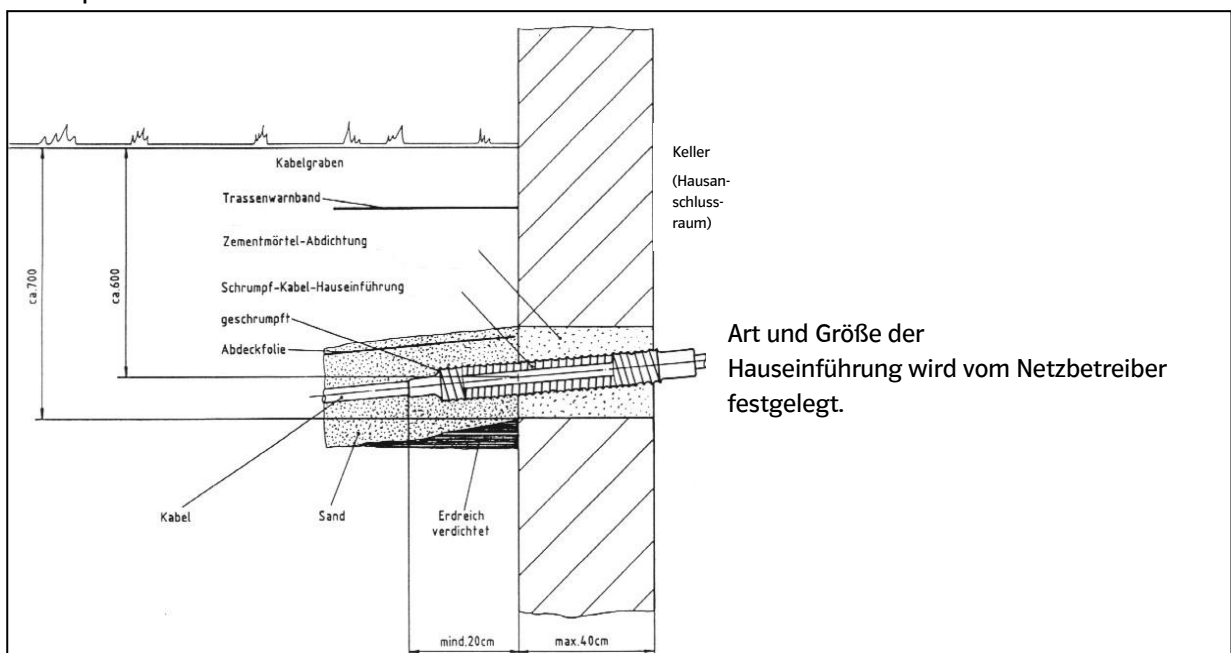 Kabelgraben
Trassenwarnband
Zementmörtel-Abdichtung
Schrumpf-Kabel-Hauseinführung
geschrumpft
Abdeckfolie
ca.700
ca.600
Keller
(Hausan-
schluss-
raum)
Art und Größe der
Hauseinführung wird vom Netzbetreiber
festgelegt.
Kabel
Sand
Erdreich
verdichtet
mind.20cm
max.40cm